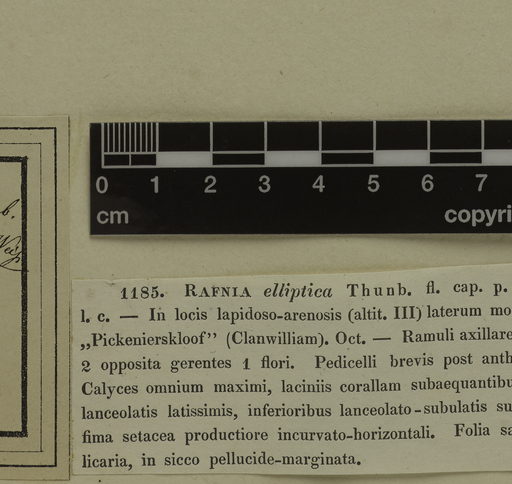 b.
0 1 2 3 4 5 6 7
cm copyri
1185. RAFNIA elliptica Thunb. fl. cap. p.
l. c. — In locis lapidoso-arenosis (altit. III) laterum mo
„Pickenierskloof” (Clanwilliam). Oct. — Ramuli axillare
2 opposita gerentes 1 flori. Pedicelli brevis post anth
Calyces omnium maximi, laciniis corallam subaequantibu
lanceolatis latissimis, inferioribus lanceolato-subulatis su
fima setacea productiore incurvato-horizontali. Folia sa
licaria, in sicco pellucide-marginata.